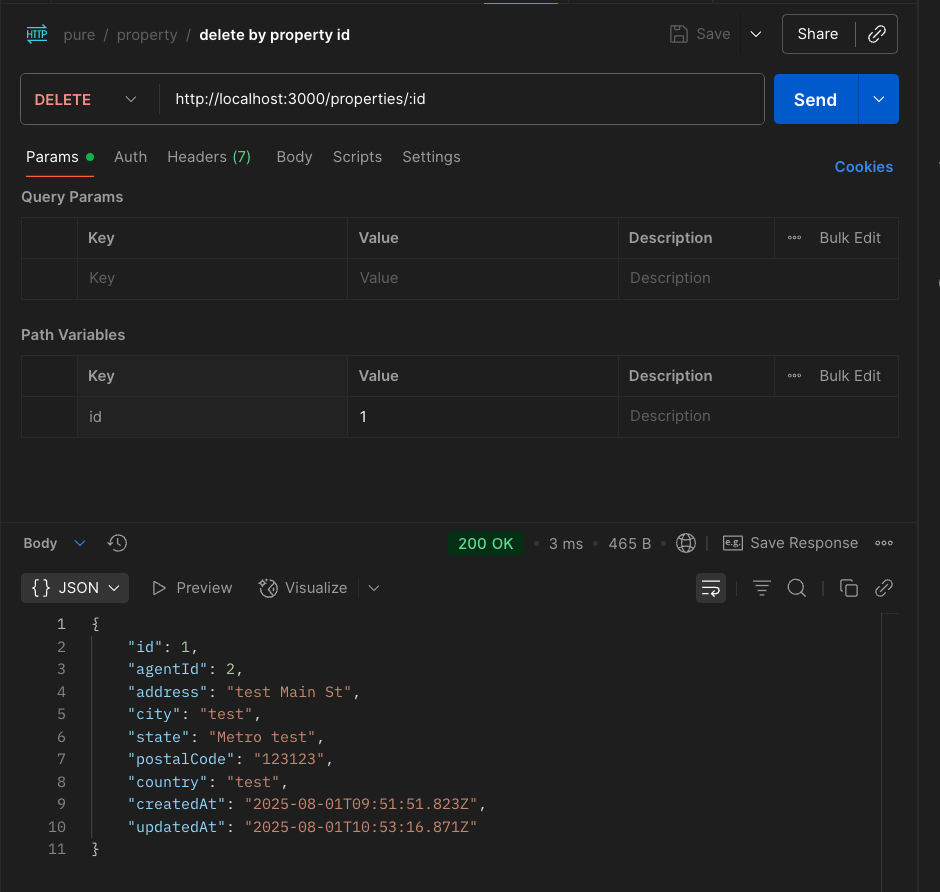 HTTP pure / property / delete by property id Save Share
DELETE http://localhost:3000/properties/:id Send
Params Auth Headers (7) Body Scripts Settings Cookies
Query Params
Key Value Description Bulk Edit
Key Value Description
Path Variables
Key Value Description Bulk Edit
id 1 Description
Body 200 OK 3 ms 465 B e.g. Save Response
{} JSON Preview Visualize
1 {
2 "id": 1,
3 "agentId": 2,
4 "address": "test Main St",
5 "city": "test",
6 "state": "Metro test",
7 "postalCode": "123123",
8 "country": "test",
9 "createdAt": "2025-08-01T09:51:51.823Z",
10 "updatedAt": "2025-08-01T10:53:16.871Z"
11 }